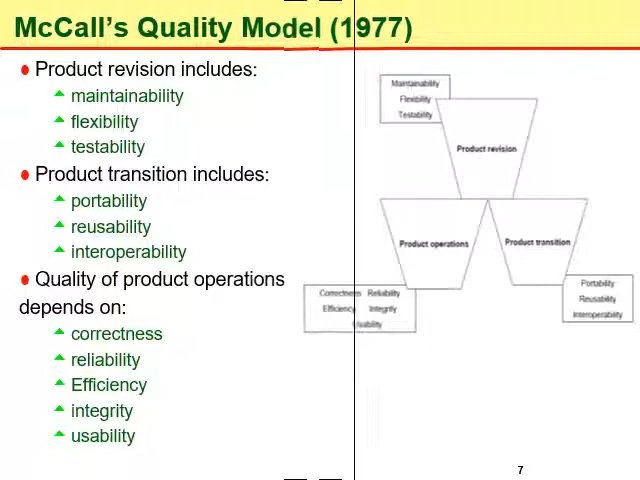 McCall's Quality Model (1977)
Product revision includes:
maintainability
flexibility
testability
Product transition includes:
portability
reusability
interoperability
Quality of product operations
depends on:
correctness
reliability
Efficiency
integrity
usability
Maintainability
Flexibility
Testability
Product revision
Product operations
Product transition
Correctness Reliability
Efficiency Integrity
Usability
Portability
Reusability
Interoperability
7